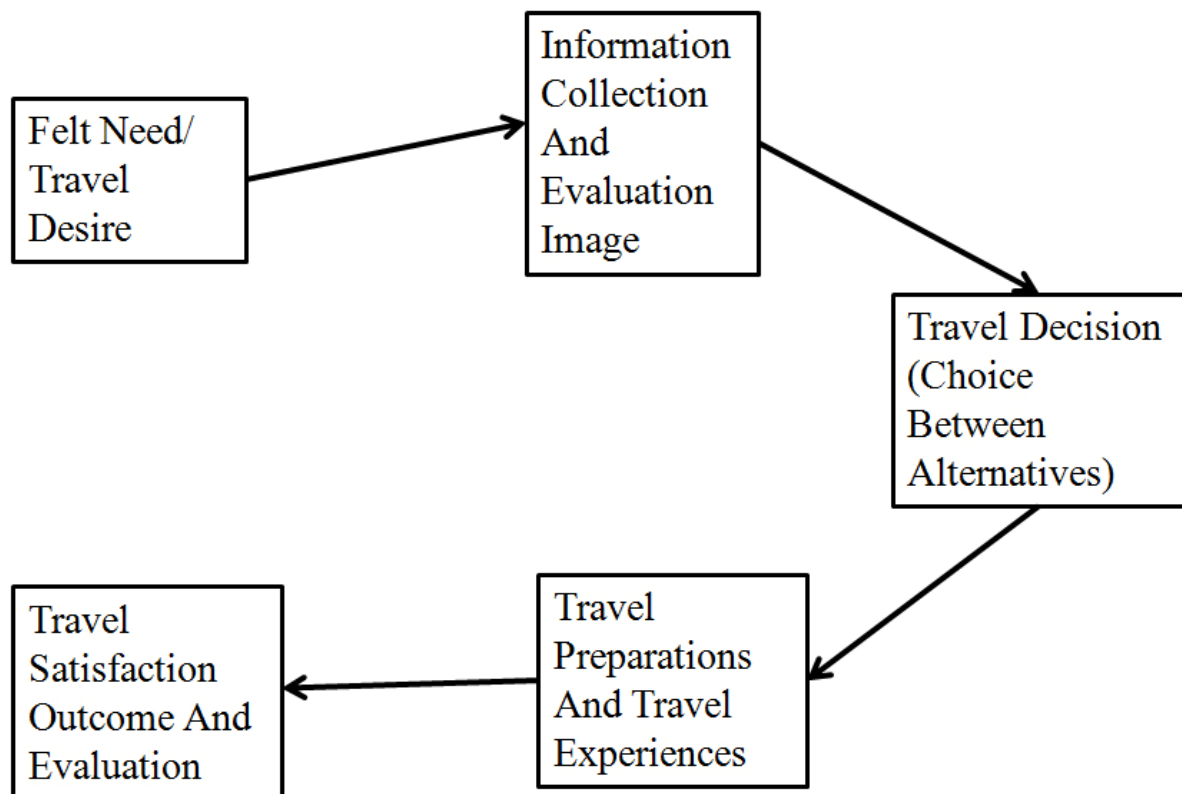 Felt Need/
Travel
Desire
Information
Collection
And
Evaluation
Image
Travel Decision
(Choice
Between
Alternatives)
Travel
Preparations
And Travel
Experiences
Travel
Satisfaction
Outcome And
Evaluation